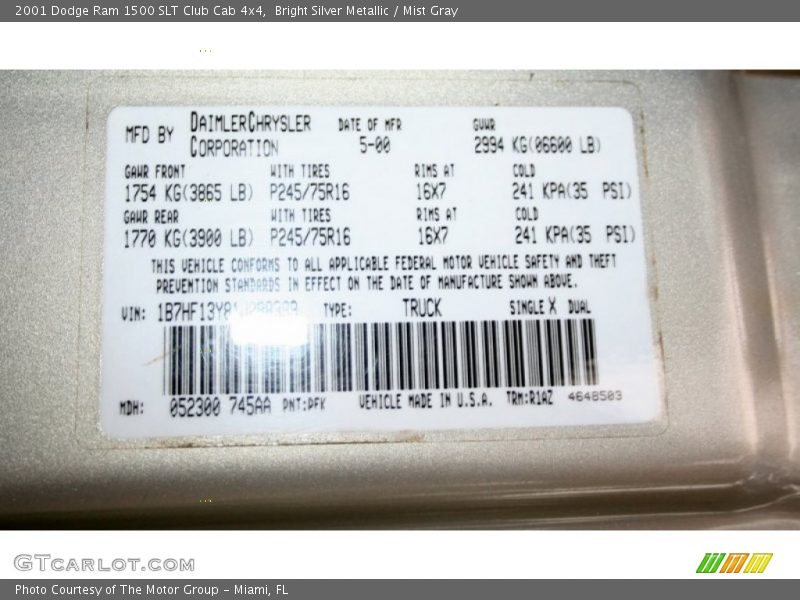 2001 Dodge Ram 1500 SLT Club Cab 4x4,  Bright Silver Metallic / Mist Gray
MFD BY DAIMLERCHRYSLER CORPORATION DATE OF MFR 5-00 GVWR 2994 KG(06600 LB)
GAWR FRONT WITH TIRES RIMS AT COLD
1754 KG(3865 LB) P245/75R16 16X7 241 KPA(35 PSI)
GAWR REAR WITH TIRES RIMS AT COLD
1770 KG(3900 LB) P245/75R16 16X7 241 KPA(35 PSI)
THIS VEHICLE CONFORMS TO ALL APPLICABLE FEDERAL MOTOR VEHICLE SAFETY AND THEFT
PREVENTION STANDARDS IN EFFECT ON THE DATE OF MANUFACTURE SHOWN ABOVE.
VIN: TYPE: TRUCK SINGLE X DUAL
MDH: 052300 745AA PNT:PFK VEHICLE MADE IN U.S.A. TRM:R1AZ 4648503
GTCARLOT.COM
Photo Courtesy of The Motor Group - Miami, FL